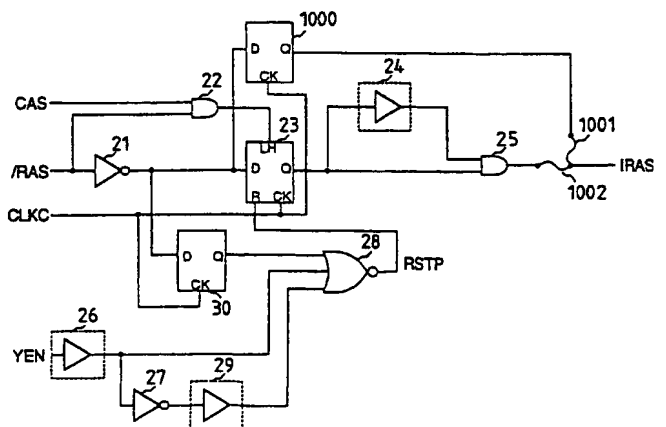 1000
D Q
CK
24
22
CAS
23
LH
25
1001
21
/RAS
D Q
IRAS
1002
R CK
CLKC
28
D Q
RSTP
CK
30
26
YEN
27
29